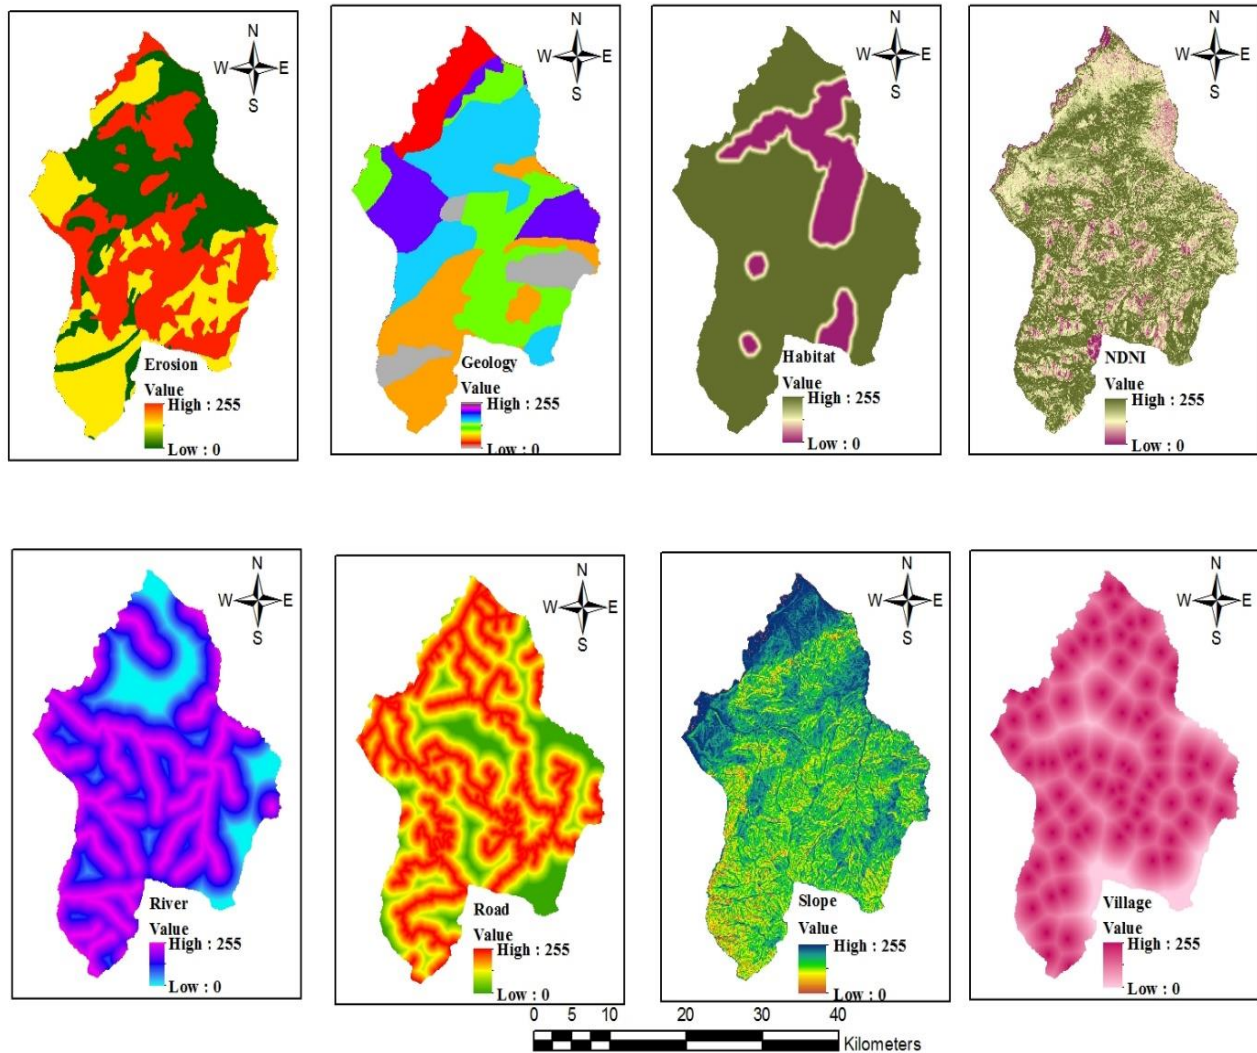 N
W E
S
Erosion
Value
High : 255
Low : 0
N
W E
S
Geology
Value
High : 255
Low : 0
N
W E
S
Habitat
Value
High : 255
Low : 0
N
W E
S
NDNI
Value
High : 255
Low : 0
N
W E
S
River
Value
High : 255
Low : 0
N
W E
S
Road
Value
High : 255
Low : 0
N
W E
S
Slope
Value
High : 255
Low : 0
N
W E
S
Village
Value
High : 255
Low : 0
0 5 10 20 30 40
Kilometers